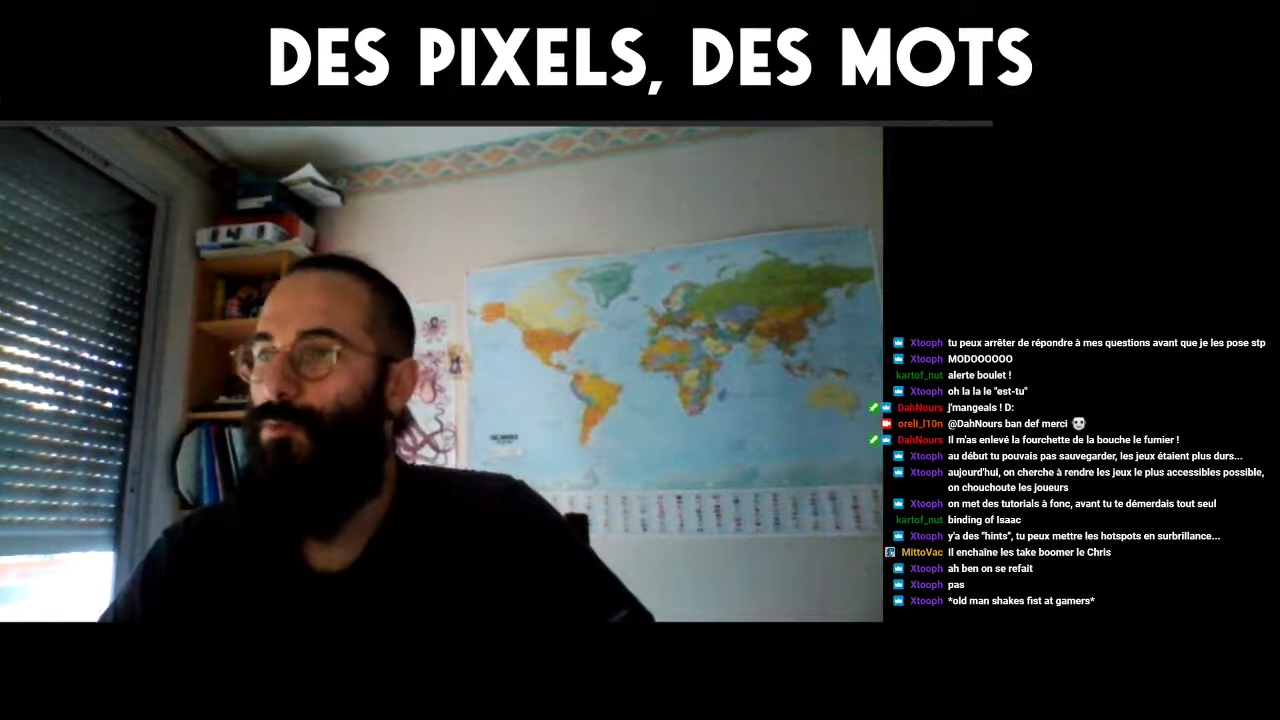 DES PIXELS, DES MOTS
Xtooph tu peux arrêter de répondre à mes questions avant que je les pose stp
Xtooph MODOOOOOO
kartof_nut alerte boulet !
Xtooph oh la la le "est-tu"
DahNours j'mangeais ! D:
oreli_l10n @DahNours ban def merci
DahNours Il m'as enlevé la fourchette de la bouche le fumier !
Xtooph au début tu pouvais pas sauvegarder, les jeux étaient plus durs...
Xtooph aujourd'hui, on cherche à rendre les jeux le plus accessibles possible,
on chouchoute les joueurs
Xtooph on met des tutorials à fonc, avant tu te démerdais tout seul
kartof_nut binding of Isaac
Xtooph y'a des "hints", tu peux mettre les hotspots en surbrillance...
MittoVac Il enchaîne les take boomer le Chris
Xtooph ah ben on se refait
Xtooph pas
Xtooph *old man shakes fist at gamers*